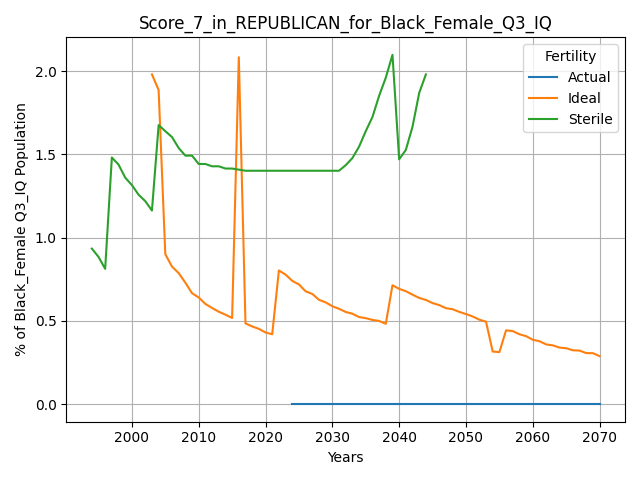 Score_7_in_REPUBLICAN_for_Black_Female_Q3_IQ
Fertility
Actual
Ideal
Sterile
% of Black_Female Q3_IQ Population
2.0
1.5
1.0
0.5
0.0
2000 2010 2020 2030 2040 2050 2060 2070
Years